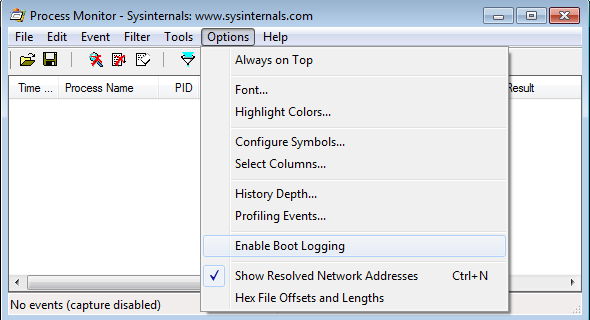 Process Monitor - Sysinternals: www.sysinternals.com
File Edit Event Filter Tools Options Help
Always on Top
Time ... Process Name PID Result
Font...
Highlight Colors...
Configure Symbols...
Select Columns...
History Depth...
Profiling Events...
Enable Boot Logging
Show Resolved Network Addresses Ctrl+N
Hex File Offsets and Lengths
No events (capture disabled)